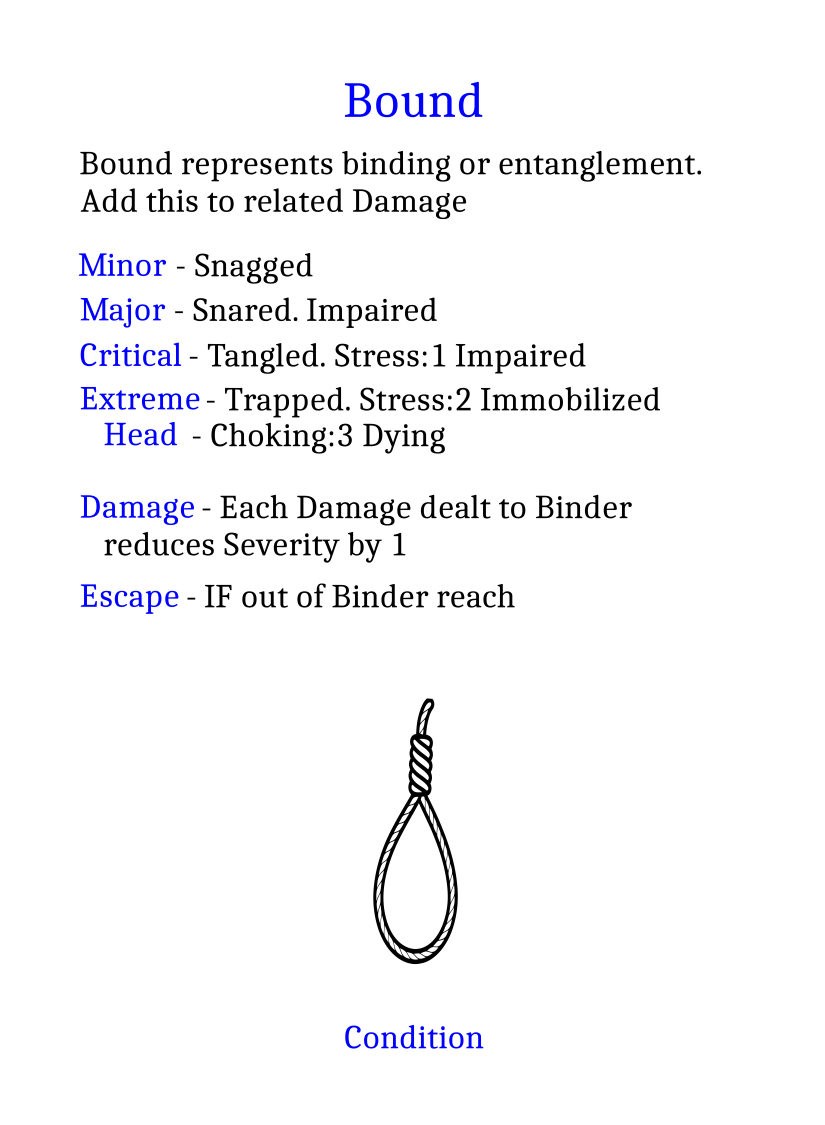 Bound
Bound represents binding or entanglement.
Add this to related Damage
Minor - Snagged
Major - Snared. Impaired
Critical - Tangled. Stress:1 Impaired
Extreme - Trapped. Stress:2 Immobilized
Head - Choking:3 Dying
Damage - Each Damage dealt to Binder
reduces Severity by 1
Escape - IF out of Binder reach
Condition